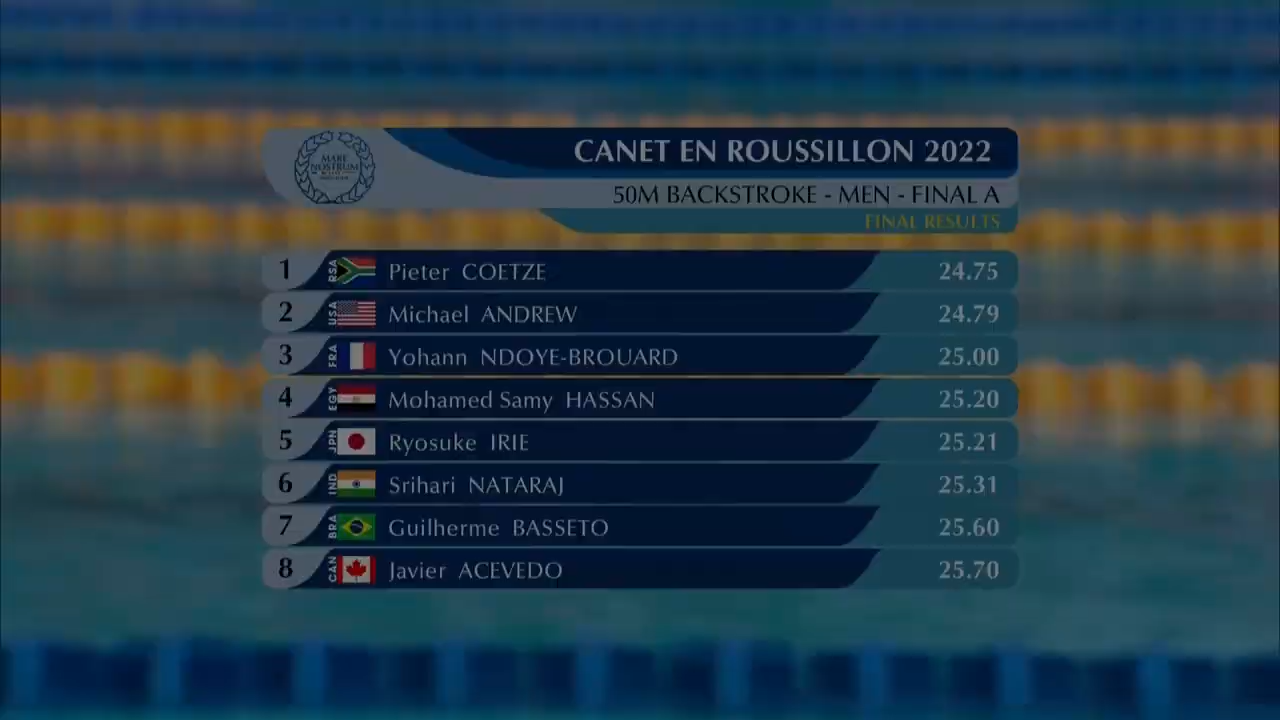 MARE
NOSTRUM
CANET EN ROUSSILLON 2022
50M BACKSTROKE - MEN - FINAL A
FINAL RESULTS
1 RSA Pieter COETZE 24.75
2 USA Michael ANDREW 24.79
3 FRA Yohann NDOYE-BROUARD 25.00
4 EGY Mohamed Samy HASSAN 25.20
5 JPN Ryosuke IRIE 25.21
6 IND Srihari NATARAJ 25.31
7 BRA Guilherme BASSETO 25.60
8 CAN Javier ACEVEDO 25.70